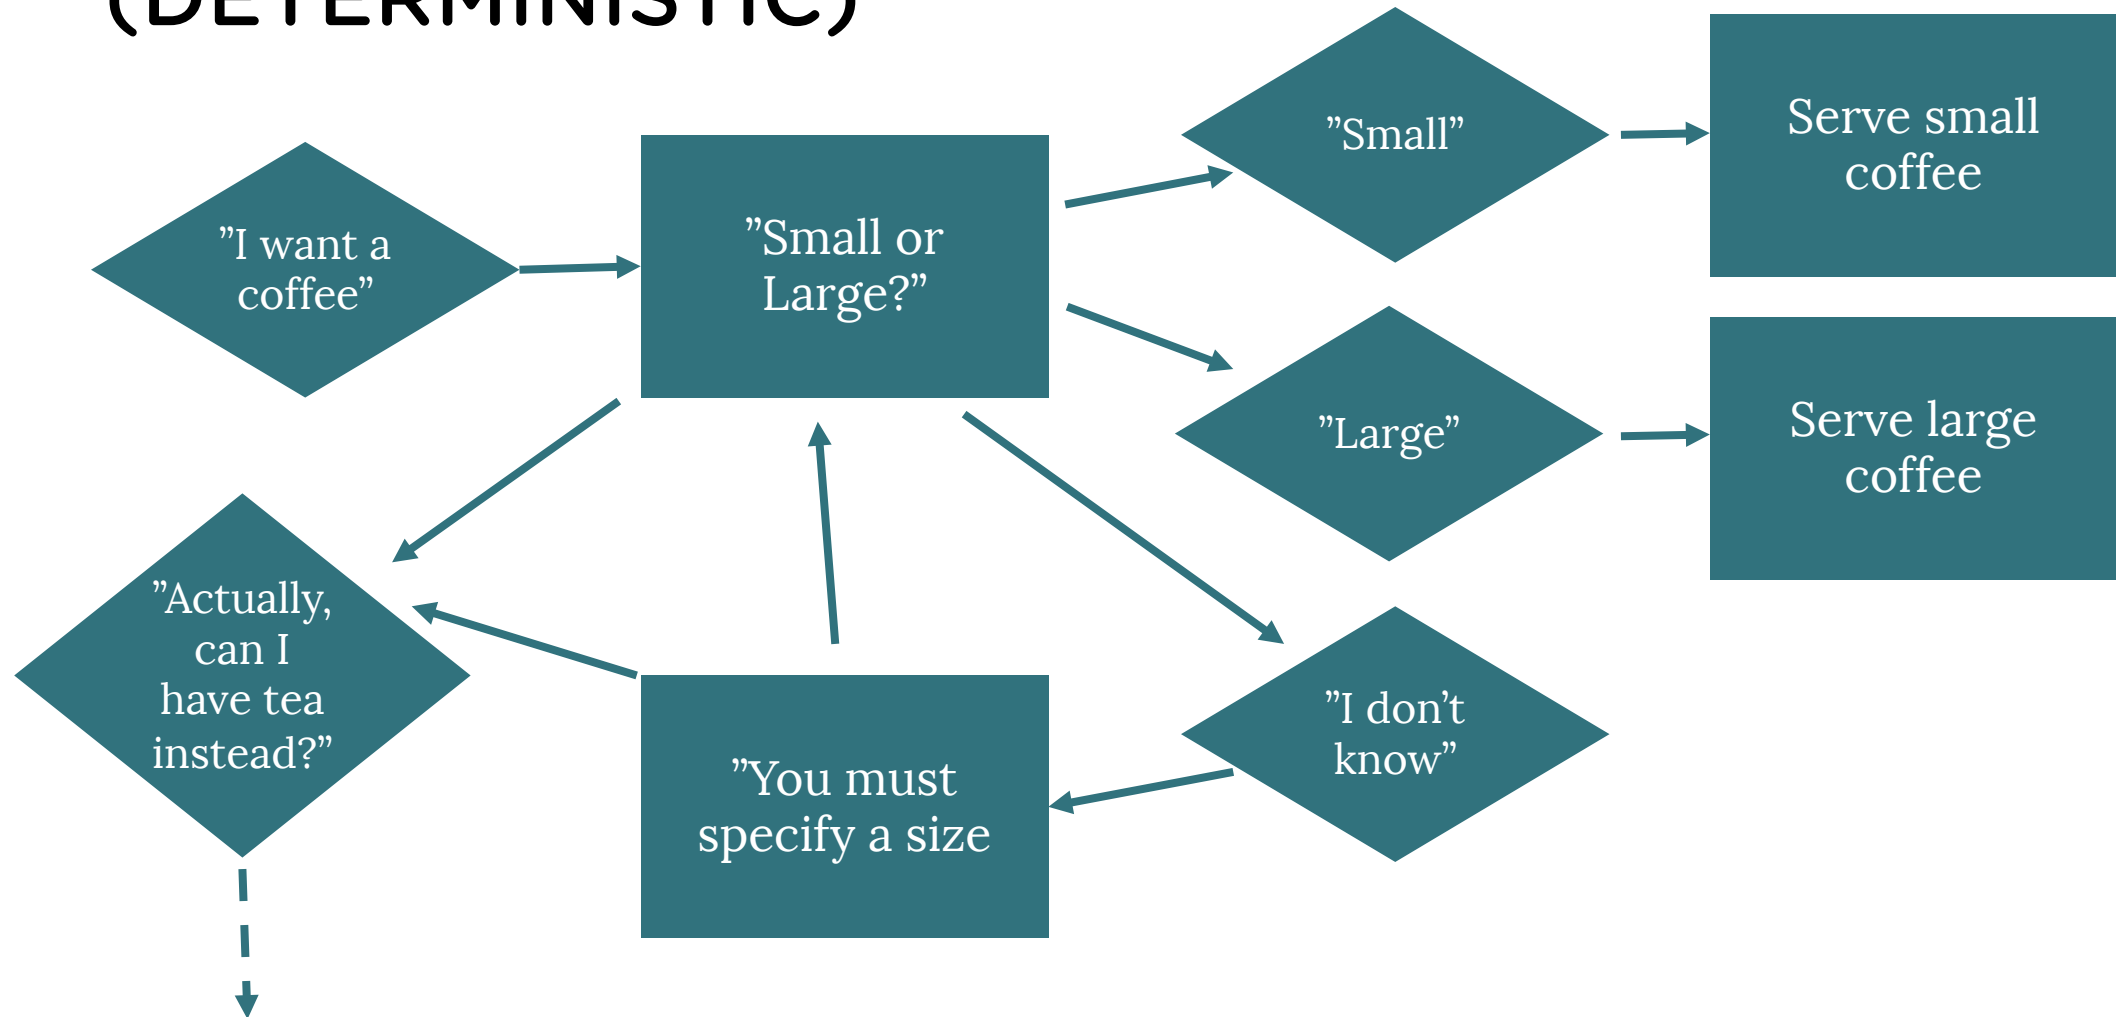 (DETERMINISTIC)
”I want a
coffee”
”Small or
Large?”
”Small”
Serve small
coffee
”Large”
Serve large
coffee
”Actually,
can I
have tea
instead?”
”You must
specify a size
”I don’t
know”